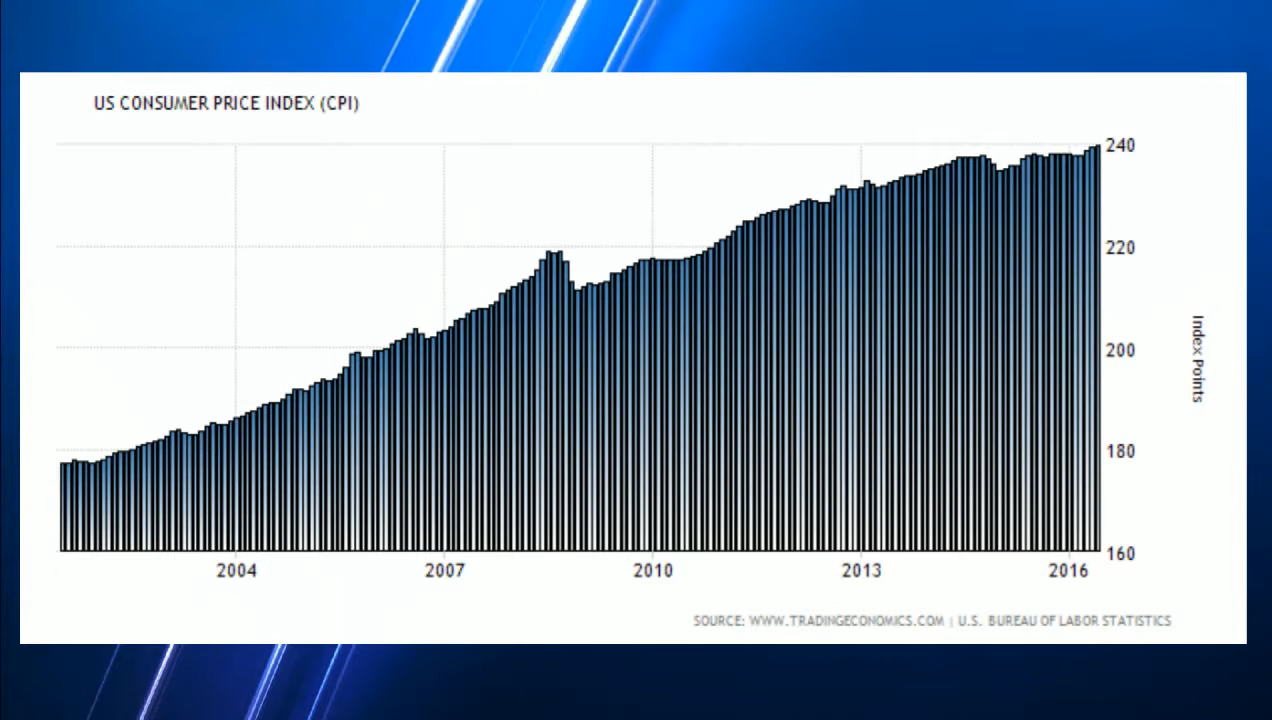 US CONSUMER PRICE INDEX (CPI)
240
220
200
180
160
Index Points
2004 2007 2010 2013 2016
SOURCE: WWW.TRADINGECONOMICS.COM | U.S. BUREAU OF LABOR STATISTICS